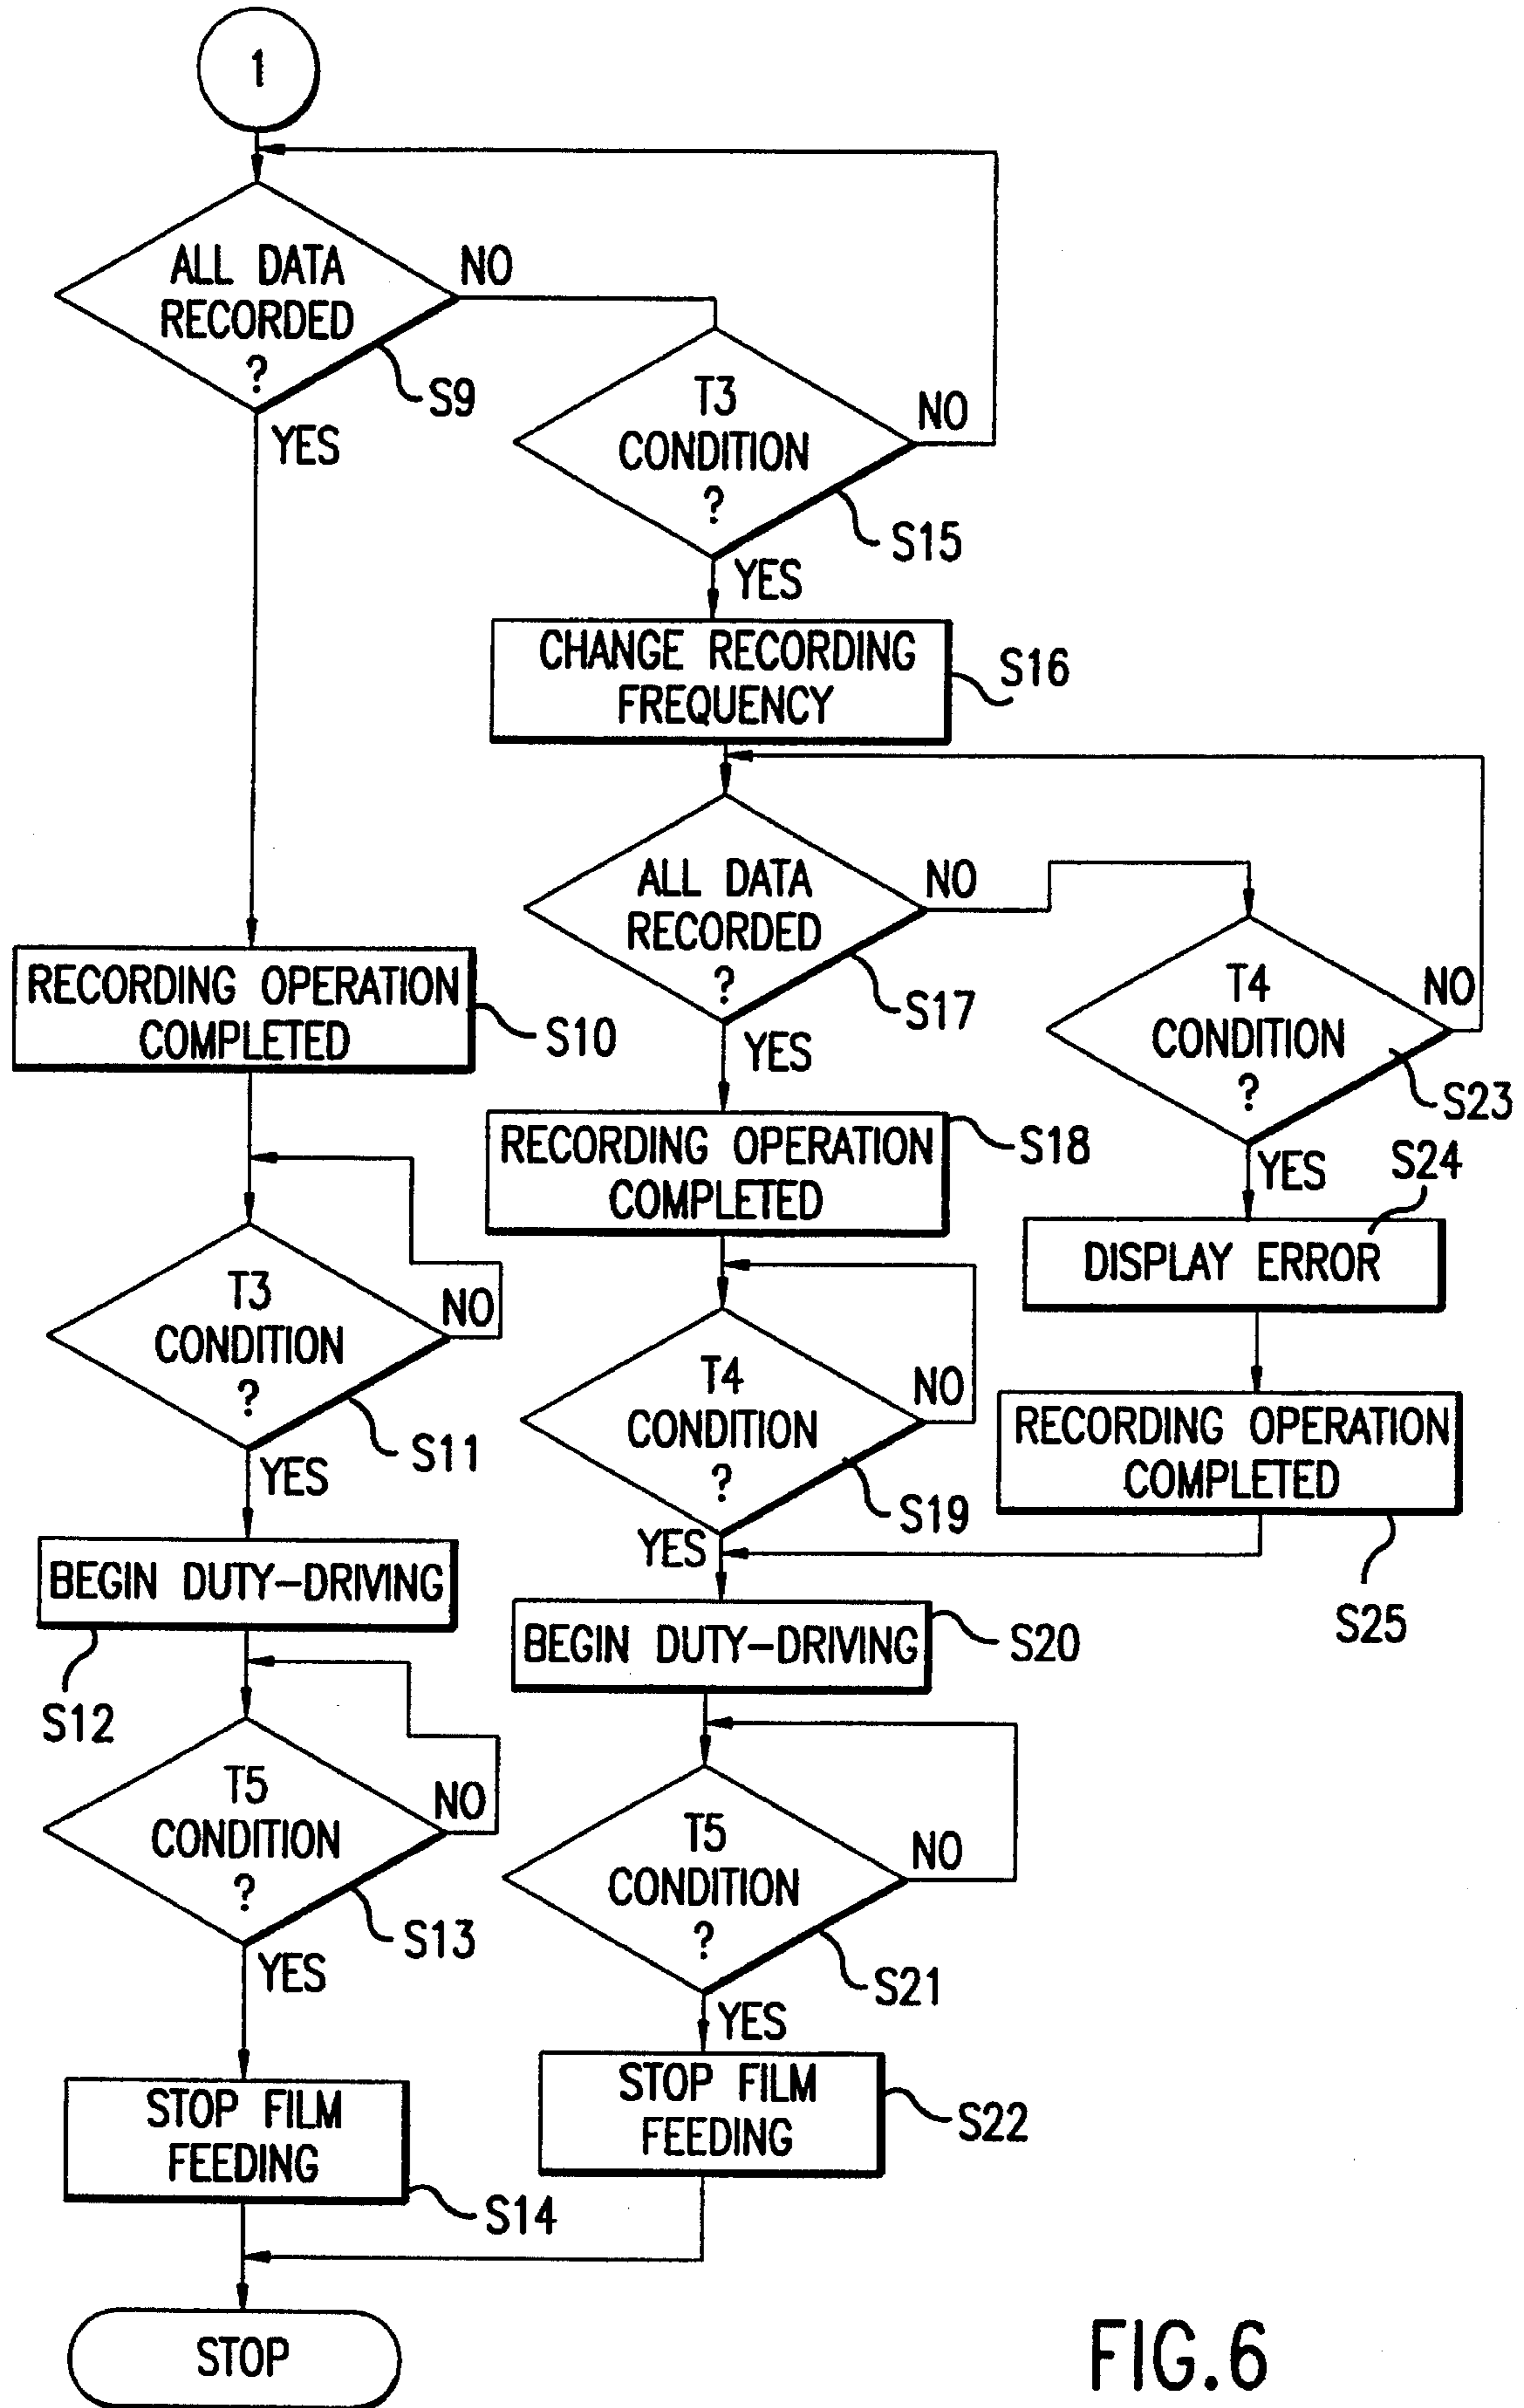 1
ALL DATA
RECORDED
?
NO
S9
YES
T3
CONDITION
?
NO
S15
YES
CHANGE RECORDING
FREQUENCY
S16
ALL DATA
RECORDED
?
NO
S17
YES
T4
CONDITION
?
NO
S23
YES
RECORDING OPERATION
COMPLETED
S10
RECORDING OPERATION
COMPLETED
S18
S24
DISPLAY ERROR
T3
CONDITION
?
NO
S11
YES
T4
CONDITION
?
NO
S19
YES
RECORDING OPERATION
COMPLETED
S25
BEGIN DUTY-DRIVING
S12
BEGIN DUTY-DRIVING
S20
T5
CONDITION
?
NO
S13
YES
T5
CONDITION
?
NO
S21
YES
STOP FILM
FEEDING
S14
STOP FILM
FEEDING
S22
STOP
FIG.6